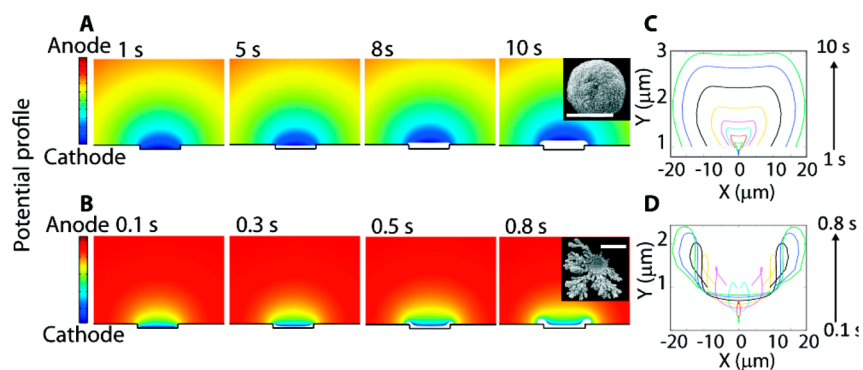 A
Anode
1 s 5 s 8s 10 s
Cathode
Potential profile
B
Anode
0.1 s 0.3 s 0.5 s 0.8 s
Cathode
C
3
2
1
Y (μm)
-20 -10 0 10 20
X (μm)
10 s
1 s
D
2
1
Y (μm)
-20 -10 0 10 20
X (μm)
0.8 s
0.1 s